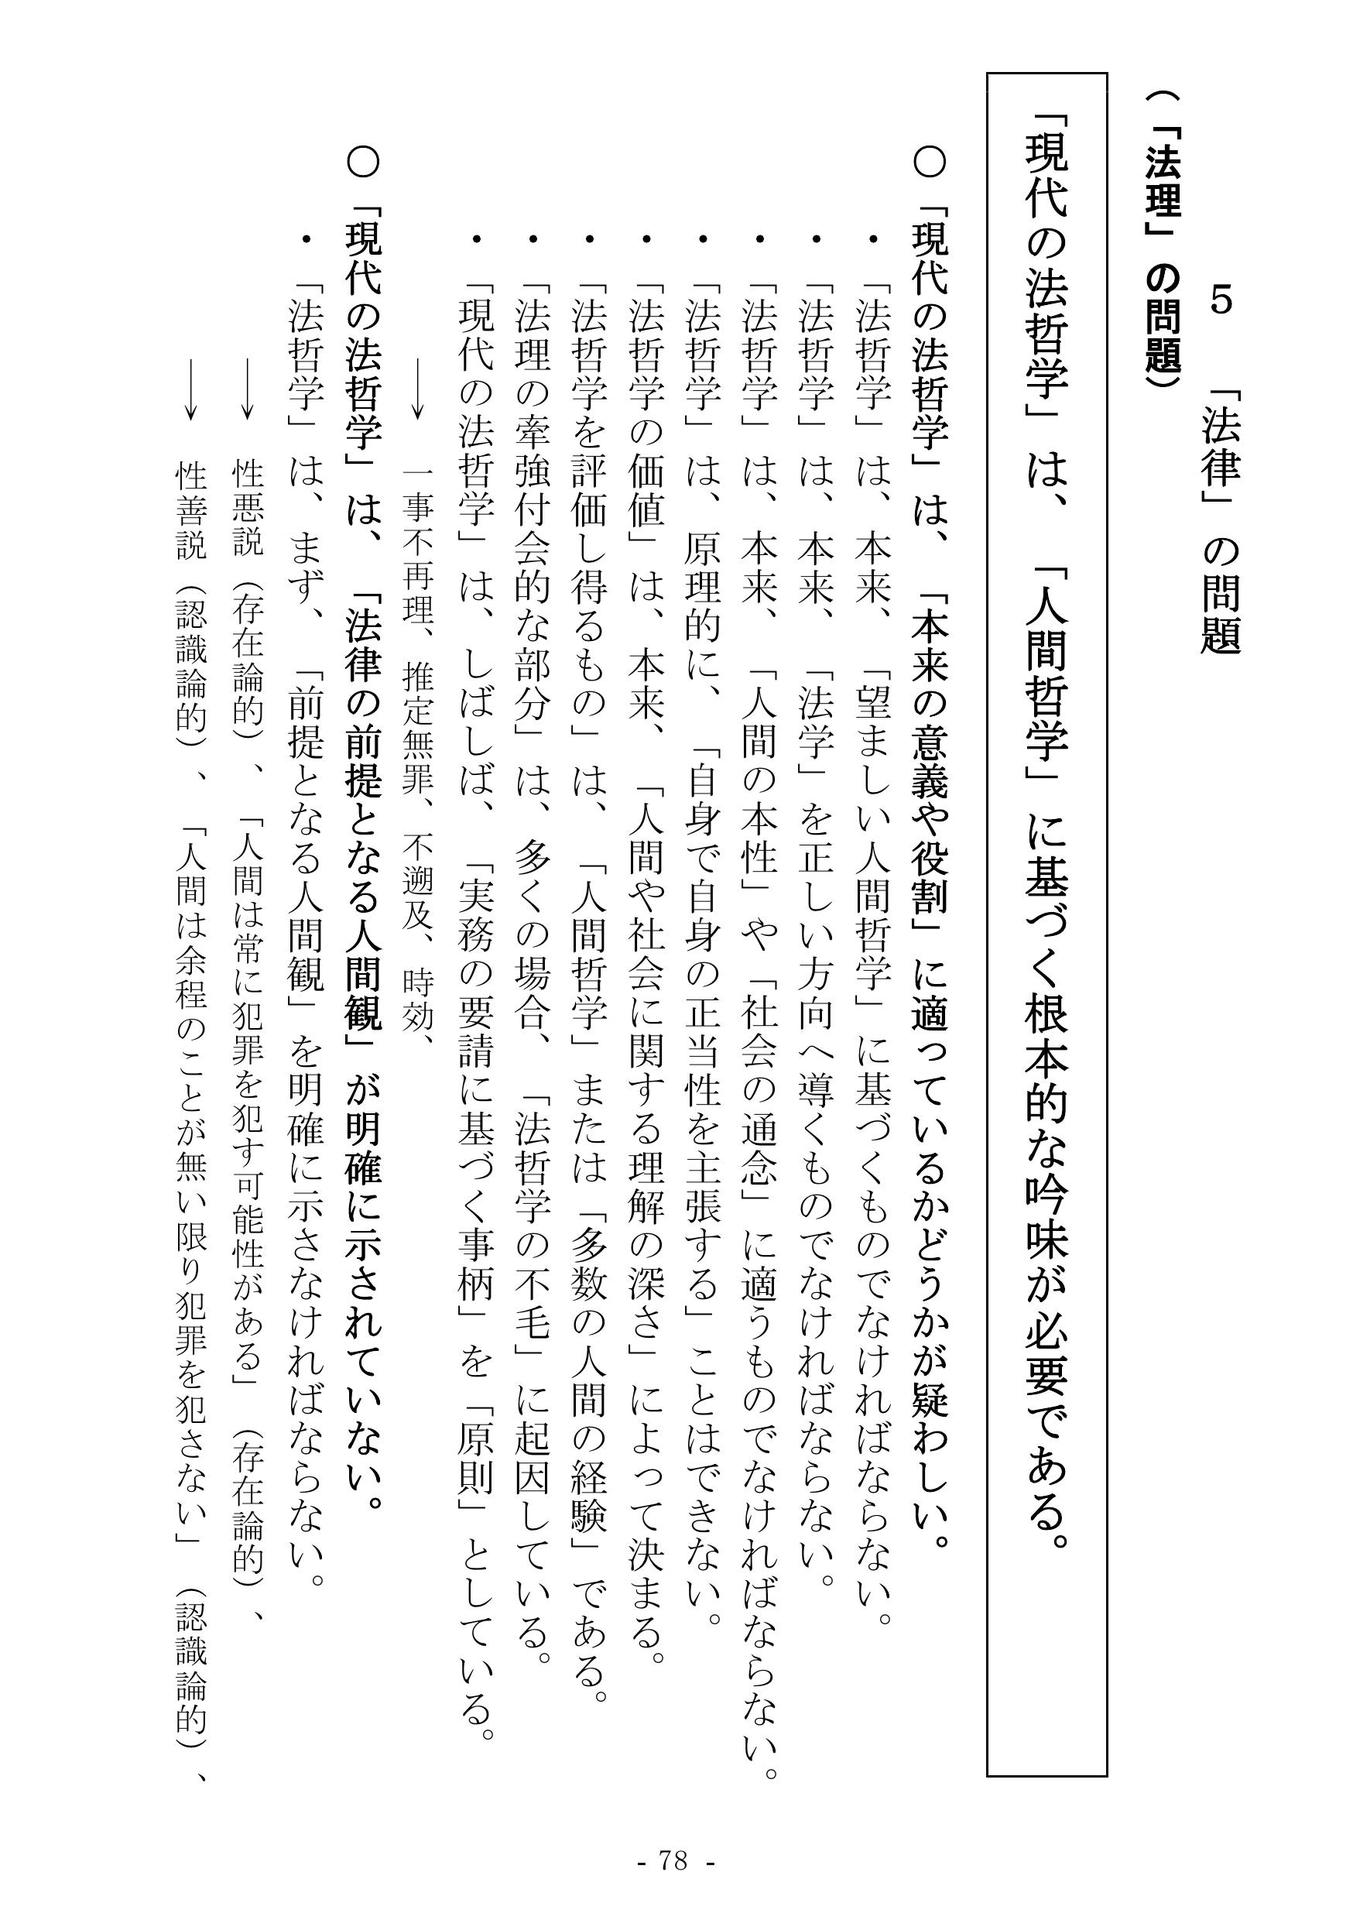 5　「法律」の問題
（「法理」の問題）
「現代の法哲学」は、「人間哲学」に基づく根本的な吟味が必要である。
〇「現代の法哲学」は、「本来の意義や役割」に適っているかどうかが疑わしい。
・「法哲学」は、本来、「望ましい人間哲学」に基づくものでなければならない。
・「法哲学」は、本来、「法学」を正しい方向へ導くものでなければならない。
・「法哲学」は、本来、「人間の本性」や「社会の通念」に適うものでなければならない。
・「法哲学」は、原理的に、「自身で自身の正当性を主張する」ことはできない。
・「法哲学の価値」は、本来、「人間や社会に関する理解の深さ」によって決まる。
・「法哲学を評価し得るもの」は、「人間哲学」または「多数の人間の経験」である。
・「法理の牽強付会的な部分」は、多くの場合、「法哲学の不毛」に起因している。
・「現代の法哲学」は、しばしば、「実務の要請に基づく事柄」を「原則」としている。
→　一事不再理、推定無罪、不遡及、時効、
〇「現代の法哲学」は、「法律の前提となる人間観」が明確に示されていない。
・「法哲学」は、まず、「前提となる人間観」を明確に示さなければならない。
→　性悪説（存在論的）、「人間は常に犯罪を犯す可能性がある」（存在論的）、
→　性善説（認識論的）、「人間は余程のことが無い限り犯罪を犯さない」（認識論的）、
- 78 -